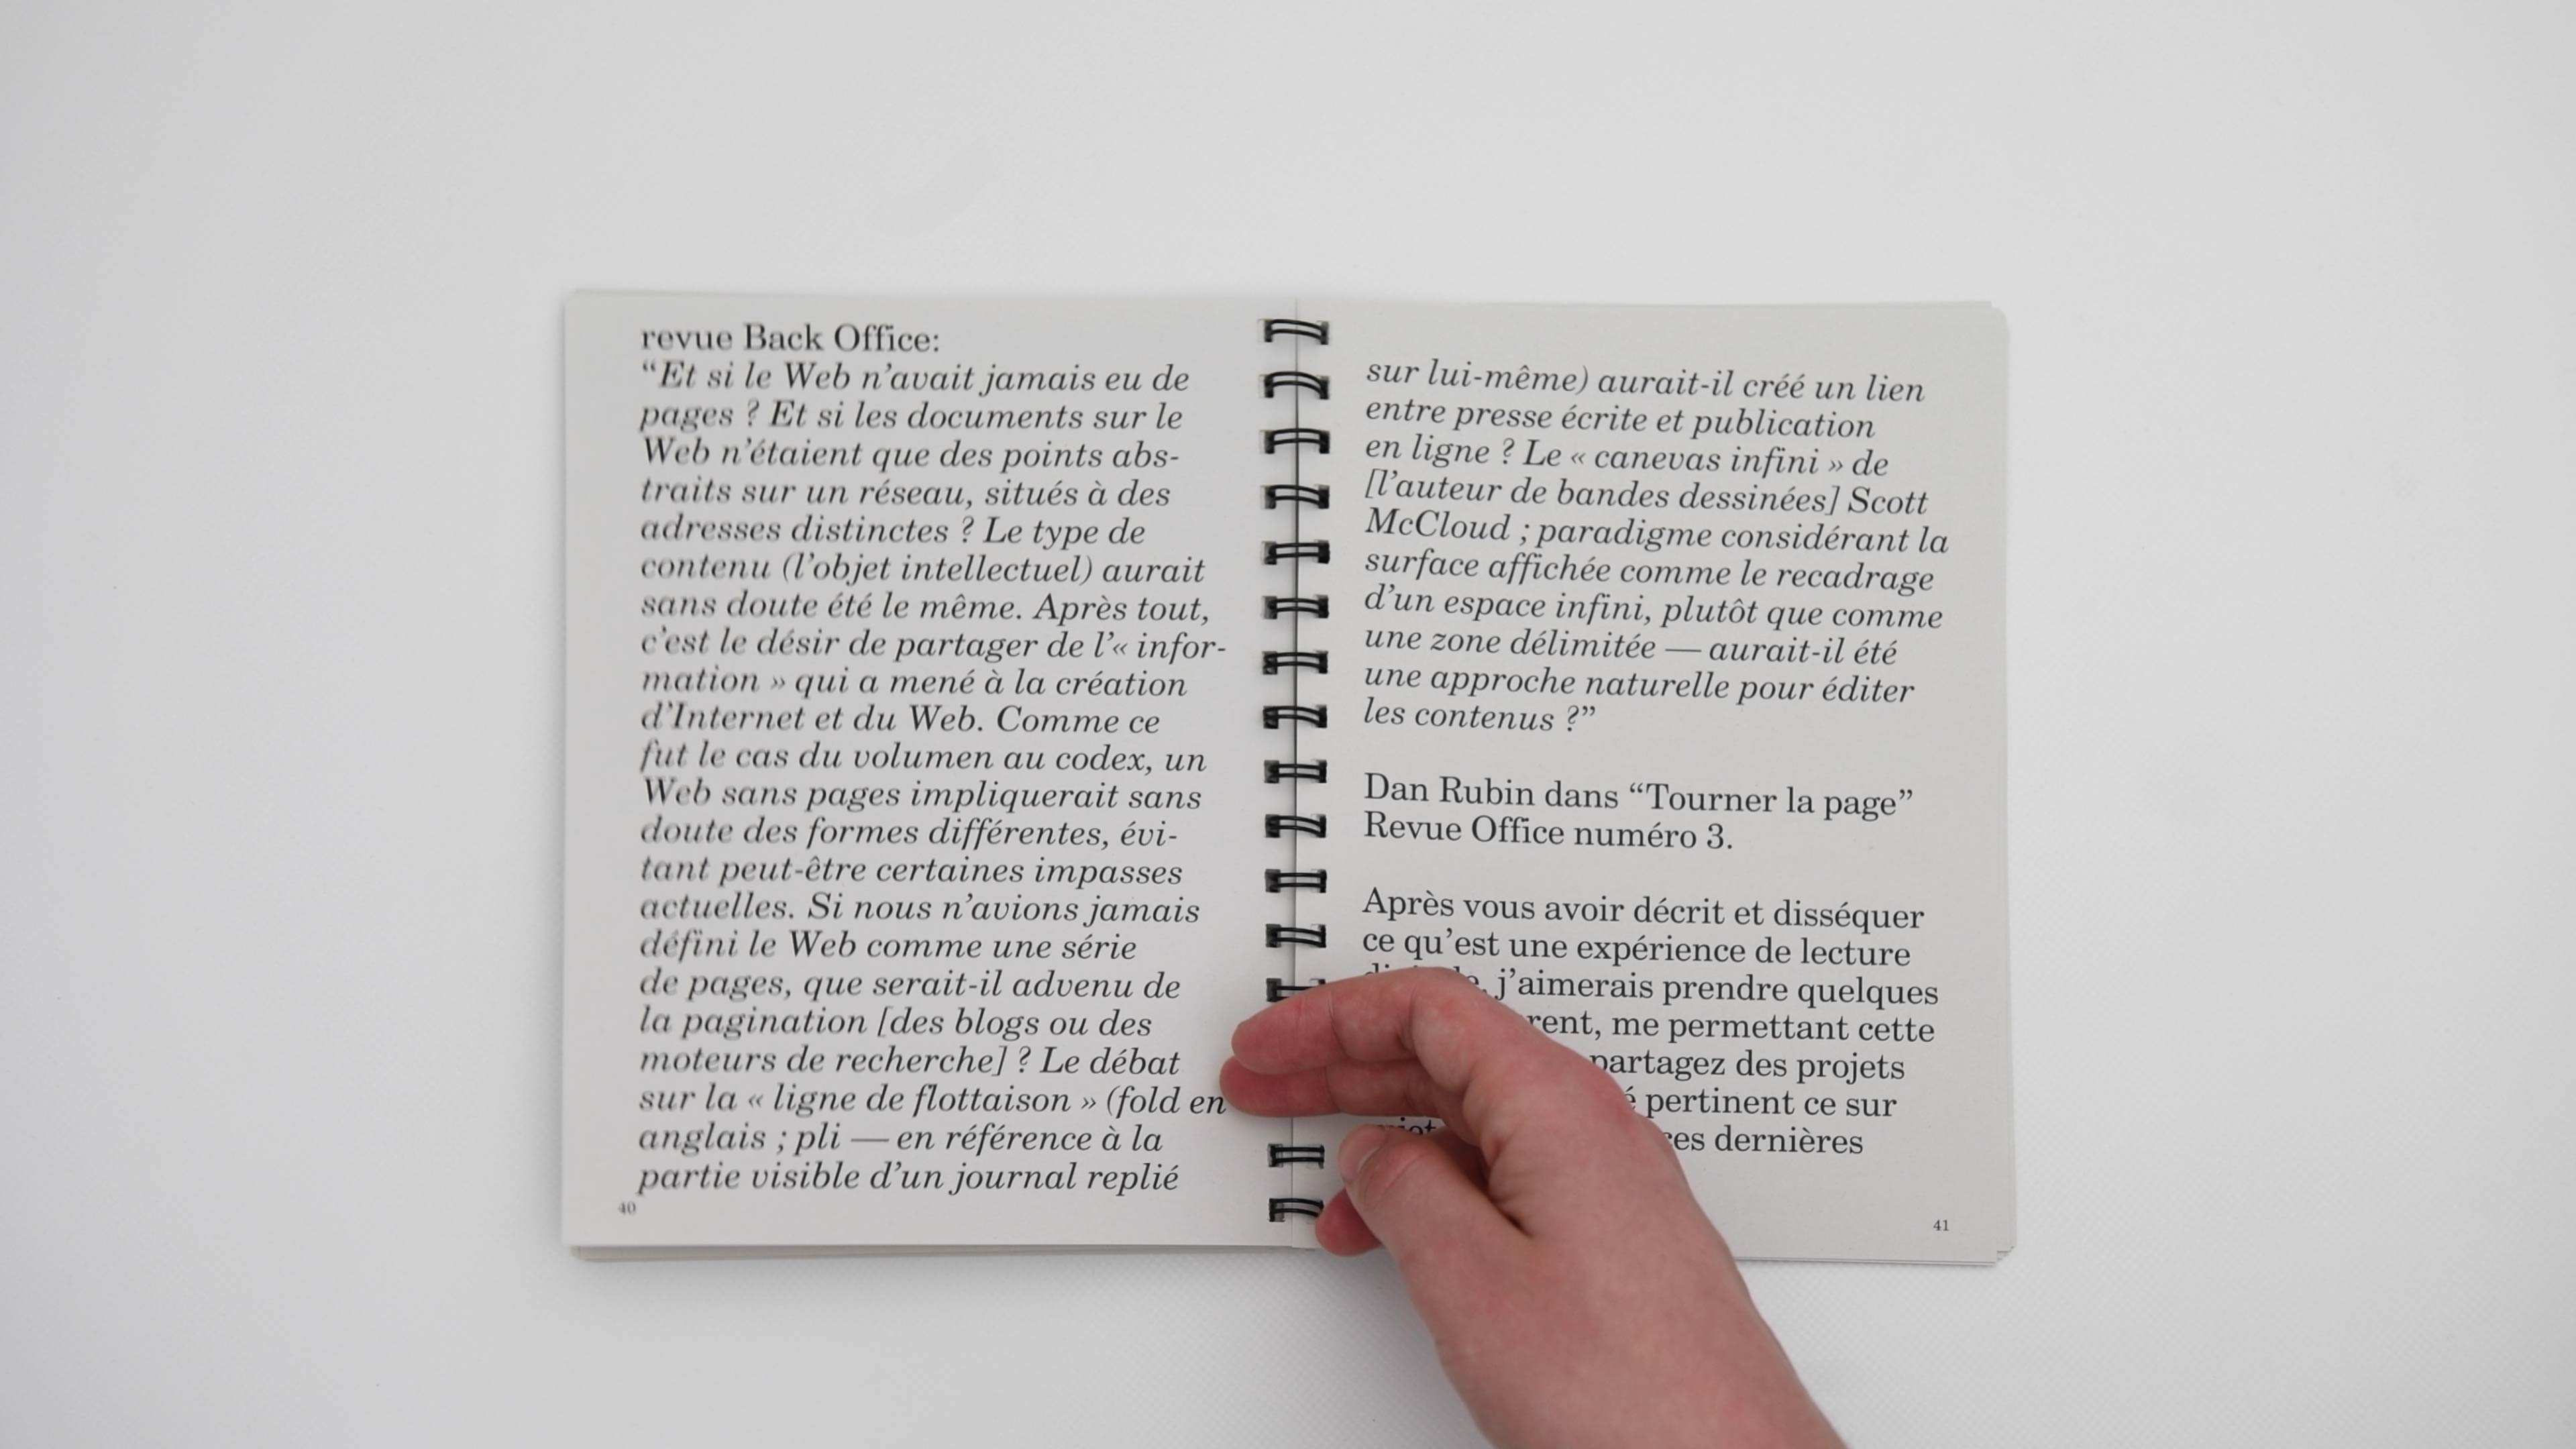 revue Back Office:
“Et si le Web n’avait jamais eu de
pages ? Et si les documents sur le
Web n’étaient que des points abs-
traits sur un réseau, situés à des
adresses distinctes ? Le type de
contenu (l’objet intellectuel) aurait
sans doute été le même. Après tout,
c’est le désir de partager de l’« infor-
mation » qui a mené à la création
d’Internet et du Web. Comme ce
fut le cas du volumen au codex, un
Web sans pages impliquerait sans
doute des formes différentes, évi-
tant peut-être certaines impasses
actuelles. Si nous n’avions jamais
défini le Web comme une série
de pages, que serait-il advenu de
la pagination [des blogs ou des
moteurs de recherche] ? Le débat
sur la « ligne de flottaison » (fold en
anglais ; pli — en référence à la
partie visible d’un journal replié
40
sur lui-même) aurait-il créé un lien
entre presse écrite et publication
en ligne ? Le « canevas infini » de
[l’auteur de bandes dessinées] Scott
McCloud ; paradigme considérant la
surface affichée comme le recadrage
d’un espace infini, plutôt que comme
une zone délimitée — aurait-il été
une approche naturelle pour éditer
les contenus ?”
Dan Rubin dans “Tourner la page”
Revue Office numéro 3.
Après vous avoir décrit et disséquer
ce qu’est une expérience de lecture
j’aimerais prendre quelques
me permettant cette
partagez des projets
pertinent ce sur
dernières
41